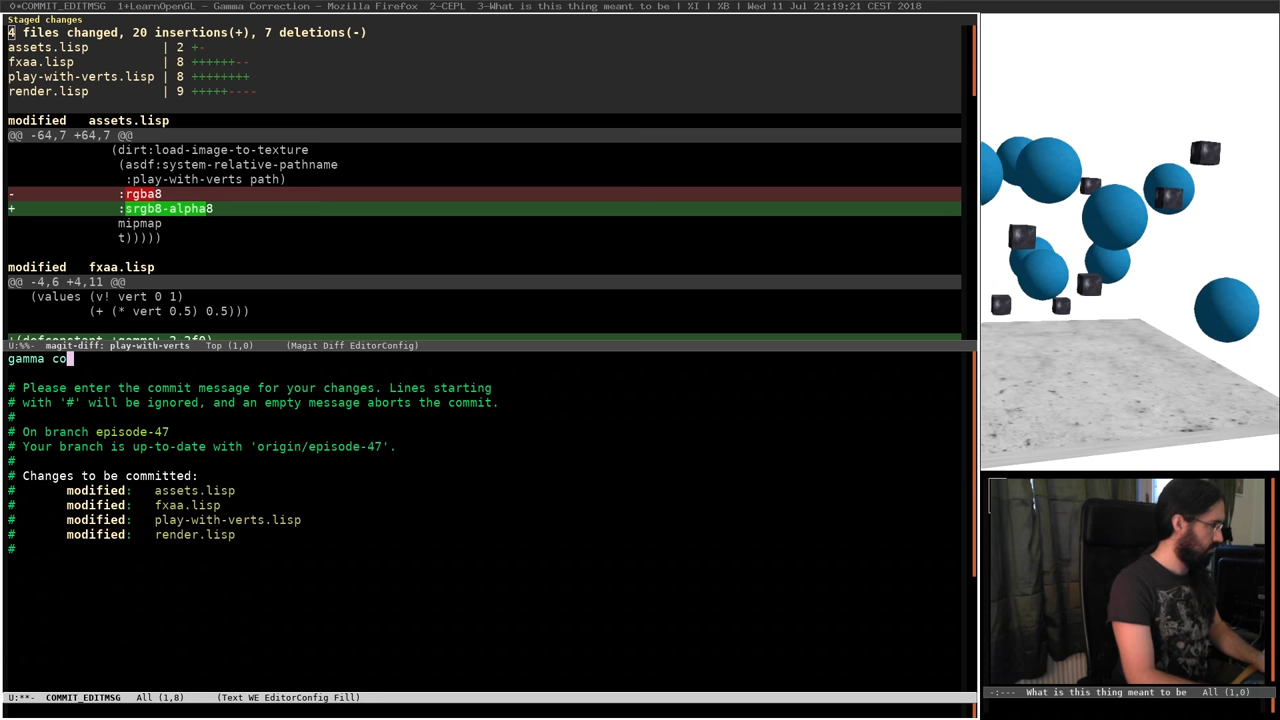 ◊*COMMIT_EDITMSG  1+LearnOpenGL - Gamma Correction - Mozilla Firefox  2-CEPL  3-What is this thing meant to be | XI | XB | Wed 11 Jul 21:19:21 CEST 2018
Staged changes
4 files changed, 20 insertions(+), 7 deletions(-)
assets.lisp          | 2 +-
fxaa.lisp            | 8 ++++++--
play-with-verts.lisp | 8 ++++++++
render.lisp          | 9 +++++----
modified   assets.lisp
@@ -64,7 +64,7 @@
(dirt:load-image-to-texture
(asdf:system-relative-pathname
:play-with-verts path)
-              :rgba8
+              :srgb8-alpha8
mipmap
t)))))
modified   fxaa.lisp
@@ -4,6 +4,11 @@
(values (v! vert 0 1)
(+ (* vert 0.5) 0.5)))
+(defconstant +gamma+ 2.2f0)
U:%%-  magit-diff: play-with-verts   Top (1,0)      (Magit Diff EditorConfig)
gamma co
# Please enter the commit message for your changes. Lines starting
# with '#' will be ignored, and an empty message aborts the commit.
#
# On branch episode-47
# Your branch is up-to-date with 'origin/episode-47'.
#
# Changes to be committed:
#       modified:   assets.lisp
#       modified:   fxaa.lisp
#       modified:   play-with-verts.lisp
#       modified:   render.lisp
#
U:**-  COMMIT_EDITMSG   All (1,8)      (Text WE EditorConfig Fill)
-:---  What is this thing meant to be   All (1,0)